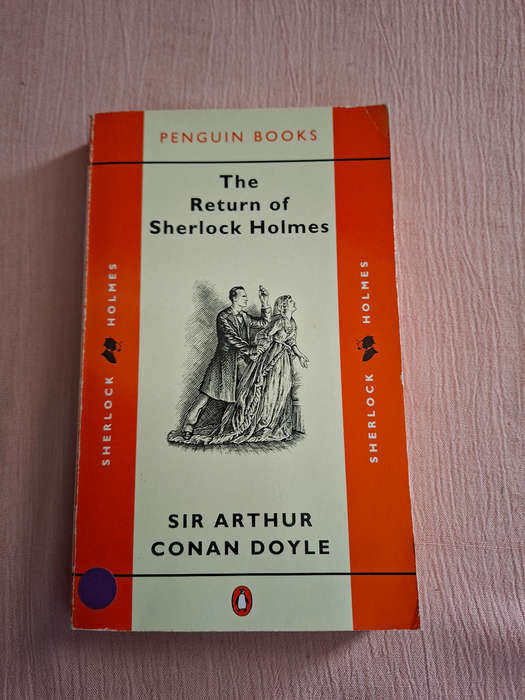 PENGUIN BOOKS
The
Return of
Sherlock Holmes
SHERLOCK HOLMES
SHERLOCK HOLMES
SIR ARTHUR
CONAN DOYLE